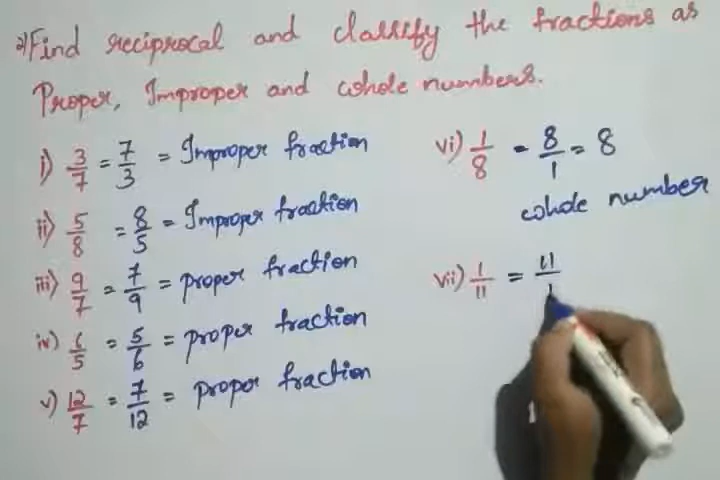 2) Find reciprocal and classify the fractions as
Proper, Improper and whole numbers.
i) 3/7 = 7/3 = Improper fraction
ii) 5/8 = 8/5 = Improper fraction
iii) 9/7 = 7/9 = proper fraction
iv) 6/5 = 5/6 = proper fraction
v) 12/7 = 7/12 = proper fraction
vi) 1/8 = 8/1 = 8
whole number
vii) 1/11 = 11/1